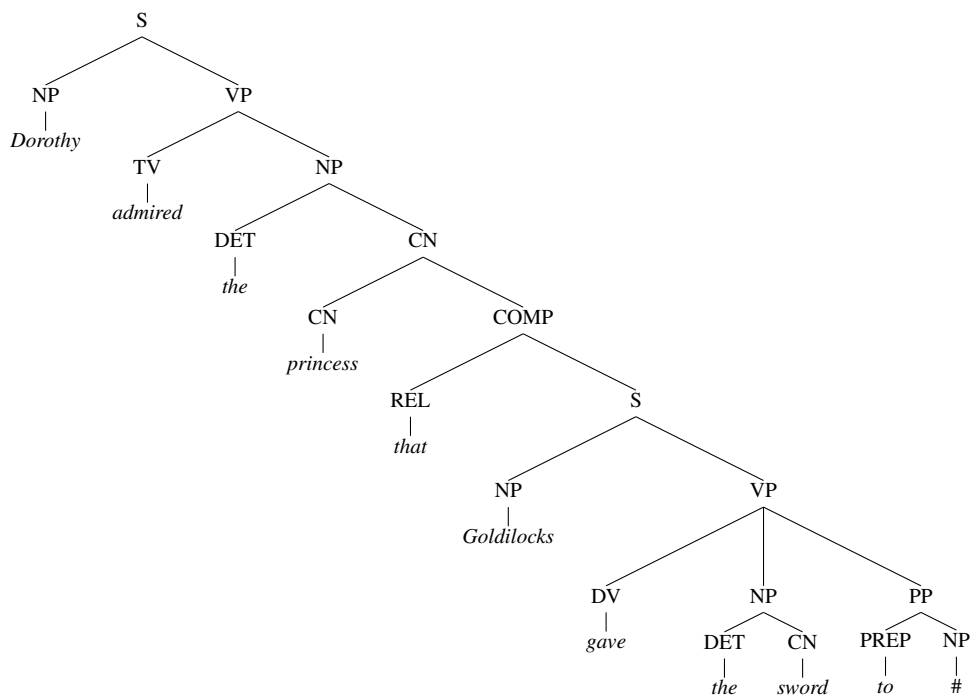 S
NP VP
Dorothy
TV NP
admired
DET CN
the
CN COMP
princess
REL S
that
NP VP
Goldilocks
DV NP PP
gave DET CN PREP NP
the sword to #